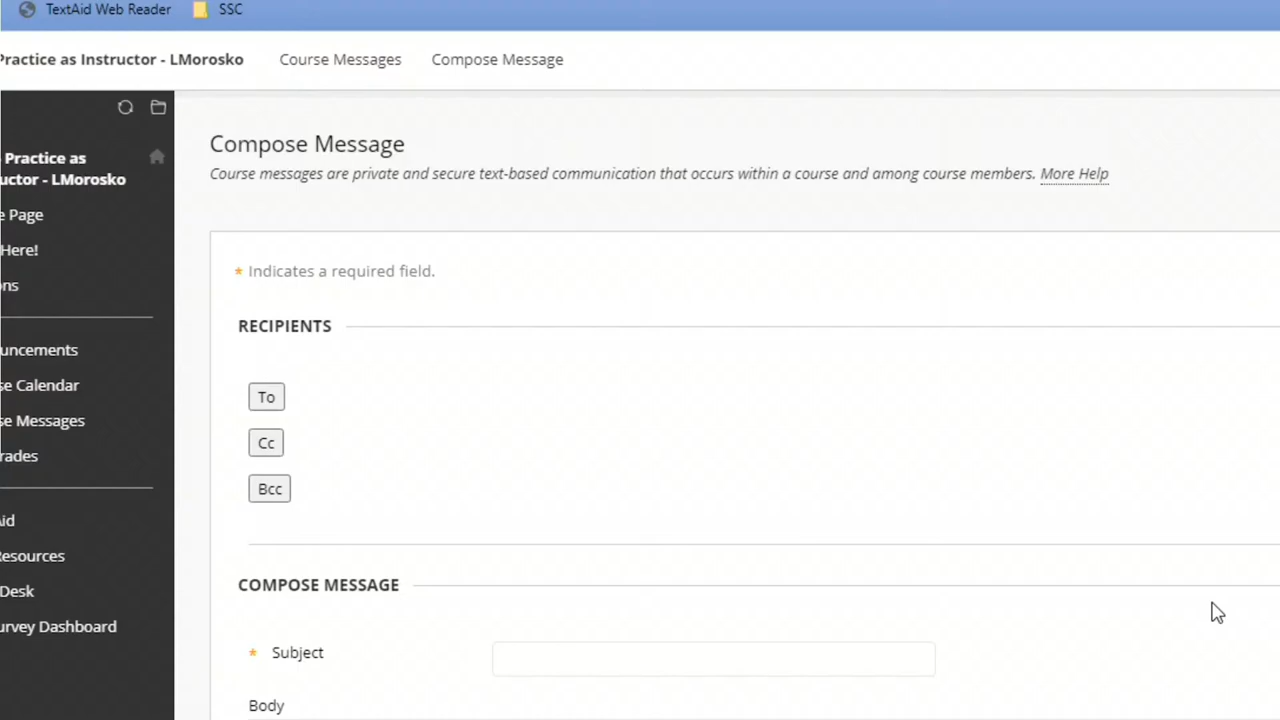 TextAid Web Reader SSC
Practice as Instructor - LMorosko Course Messages Compose Message
Practice as
uctor - LMorosko
e Page
Here!
ons
uncements
se Calendar
se Messages
rades
Aid
Resources
Desk
urvey Dashboard
Compose Message
Course messages are private and secure text-based communication that occurs within a course and among course members. More Help
* Indicates a required field.
RECIPIENTS
To
Cc
Bcc
COMPOSE MESSAGE
* Subject
Body